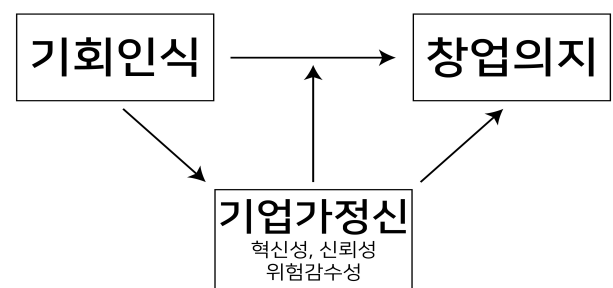 기회인식
창업의지
기업가정신
혁신성, 신뢰성
위험감수성